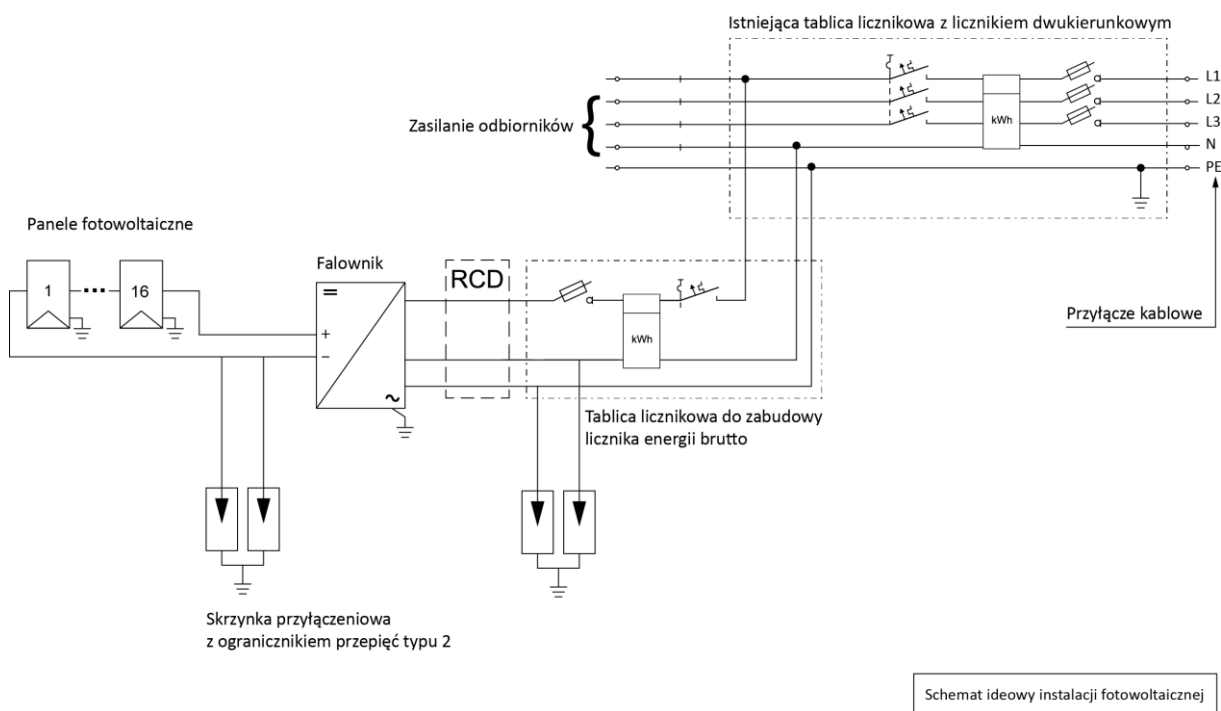 Istniejąca tablica licznikowa z licznikiem dwukierunkowym
L1
L2
Zasilanie odbiorników
kWh
L3
N
PE
Panele fotowoltaiczne
Falownik
RCD
1
16
Przyłącze kablowe
kWh
Tablica licznikowa do zabudowy
licznika energii brutto
Skrzynka przyłączeniowa
z ogranicznikiem przepięć typu 2
Schemat ideowy instalacji fotowoltaicznej